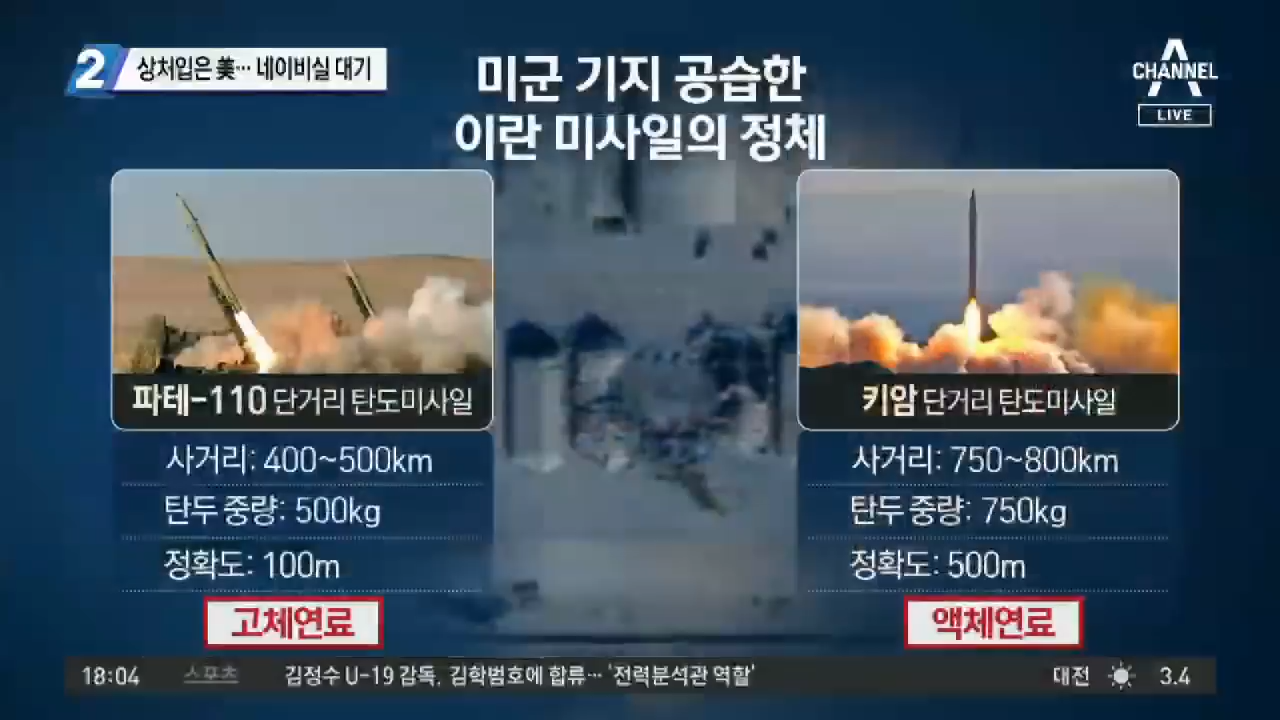 2 상처입은 美… 네이비실 대기
CHANNEL A
LIVE
미군 기지 공습한
이란 미사일의 정체
파테-110 단거리 탄도미사일
사거리: 400~500km
탄두 중량: 500kg
정확도: 100m
고체연료
키암 단거리 탄도미사일
사거리: 750~800km
탄두 중량: 750kg
정확도: 500m
액체연료
18:04 스포츠 김정수 U-19 감독, 김학범호에 합류… '전력분석관 역할' 대전 3.4